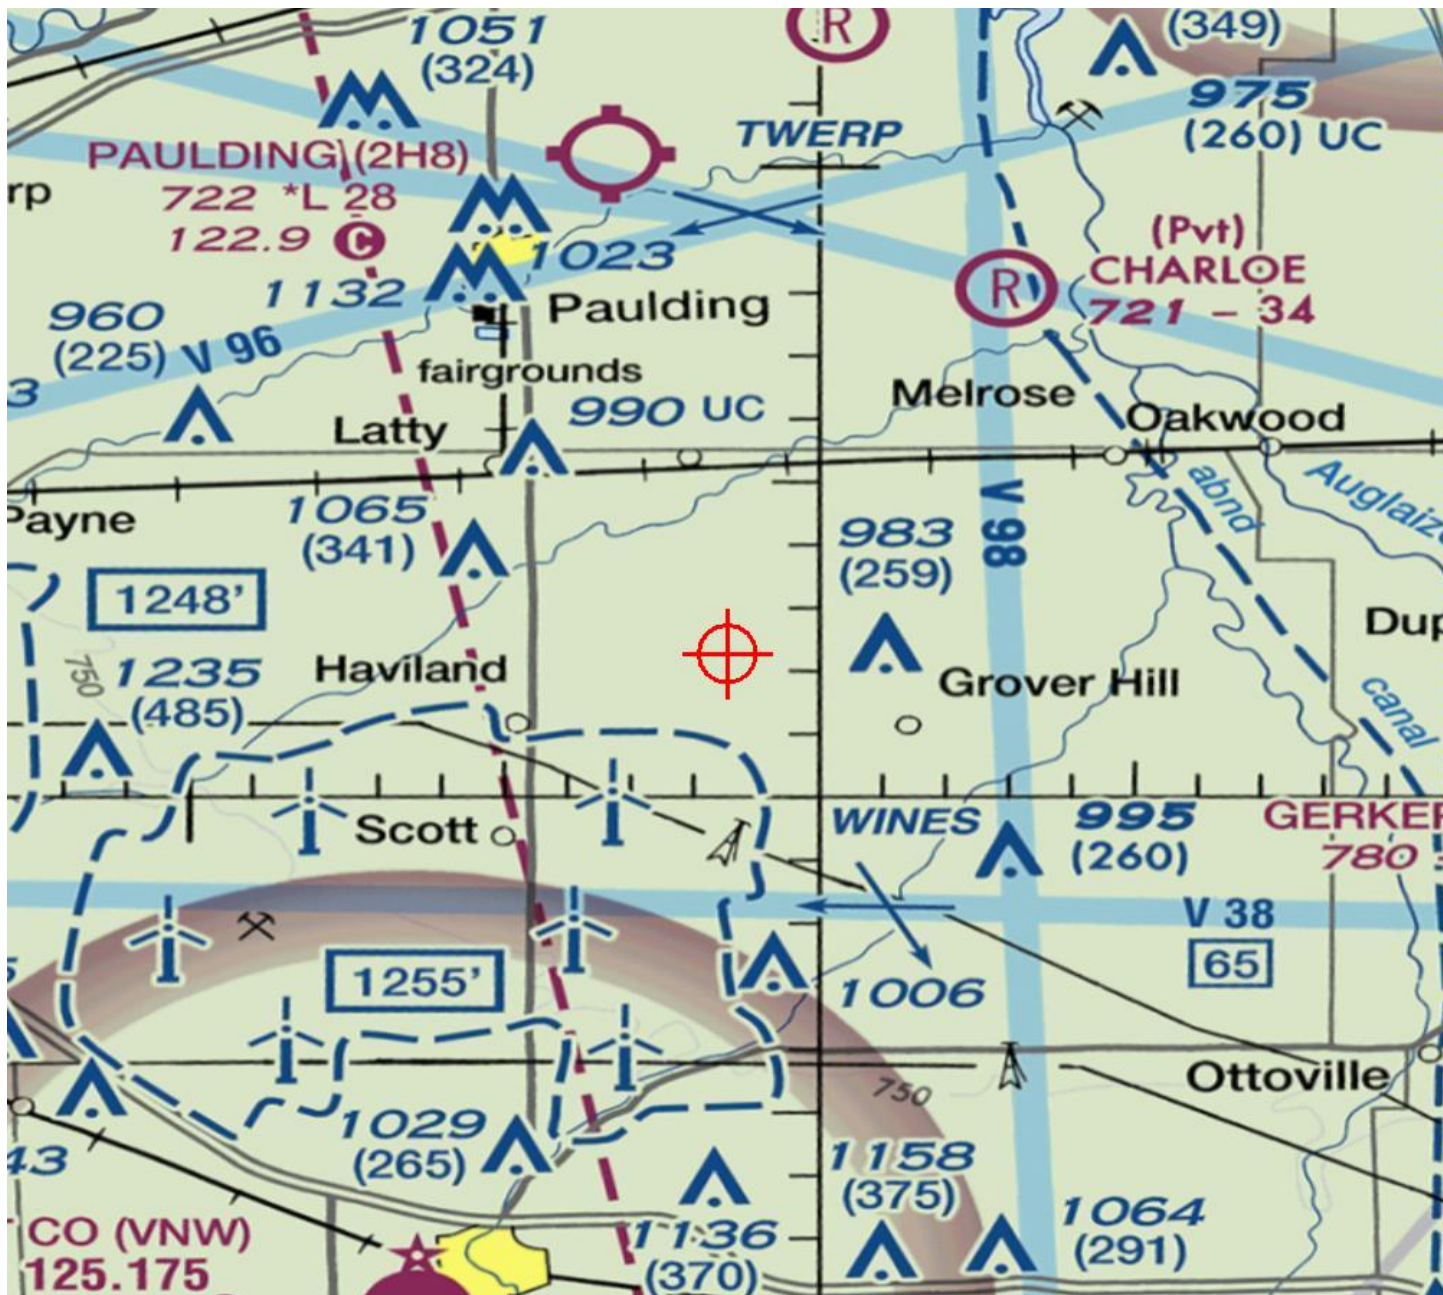 1051
(324)
R
(349)
975
(260) UC
TWERP
PAULDING (2H8)
722 *L 28
122.9 C
rp
(Pvt)
CHARLOE
721 - 34
R
1023
1132
Paulding
960
(225)
V 96
3
fairgrounds
990 UC
Latty
Melrose
Oakwood
Payne
1065
(341)
983
(259)
V 98
abnd
Auglaiz
1248'
750
1235
(485)
Haviland
Grover Hill
Dup
canal
Scott
WINES
995
(260)
GERKE
780
V 38
65
1255'
1006
750
Ottoville
1029
(265)
43
1158
(375)
1136
(370)
1064
(291)
CO (VNW)
125.175